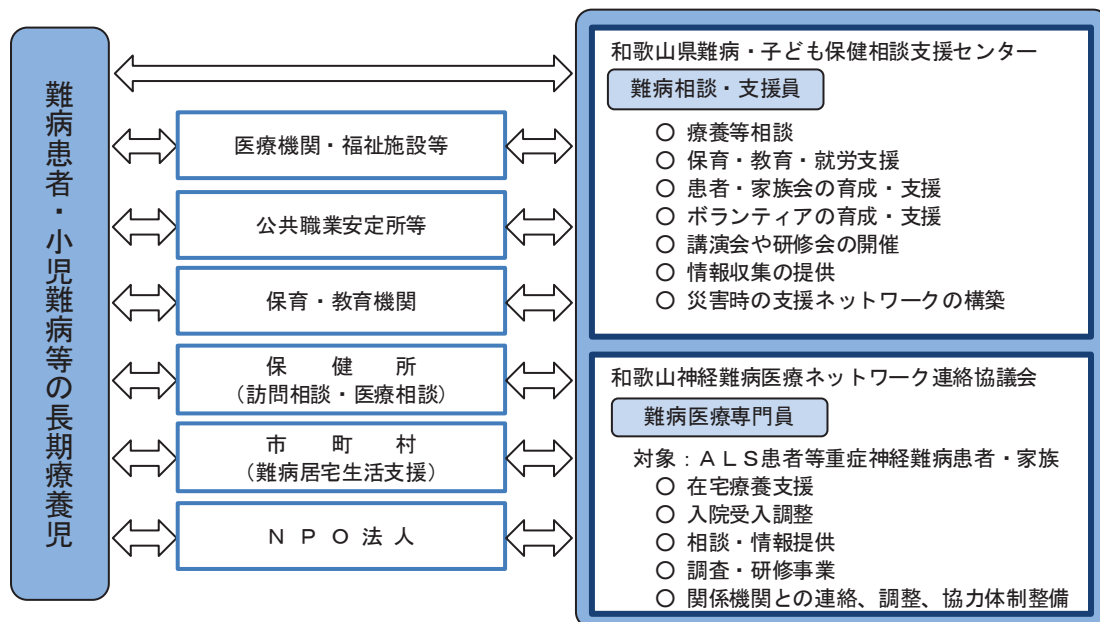 難病患者・小児難病等の長期療養児
医療機関・福祉施設等
公共職業安定所等
保育・教育機関
保　健　所
（訪問相談・医療相談）
市　町　村
（難病居宅生活支援）
ＮＰＯ法人
和歌山県難病・子ども保健相談支援センター
難病相談・支援員
○ 療養等相談
○ 保育・教育・就労支援
○ 患者・家族会の育成・支援
○ ボランティアの育成・支援
○ 講演会や研修会の開催
○ 情報収集の提供
○ 災害時の支援ネットワークの構築
和歌山神経難病医療ネットワーク連絡協議会
難病医療専門員
対象：ＡＬＳ患者等重症神経難病患者・家族
○ 在宅療養支援
○ 入院受入調整
○ 相談・情報提供
○ 調査・研修事業
○ 関係機関との連絡、調整、協力体制整備